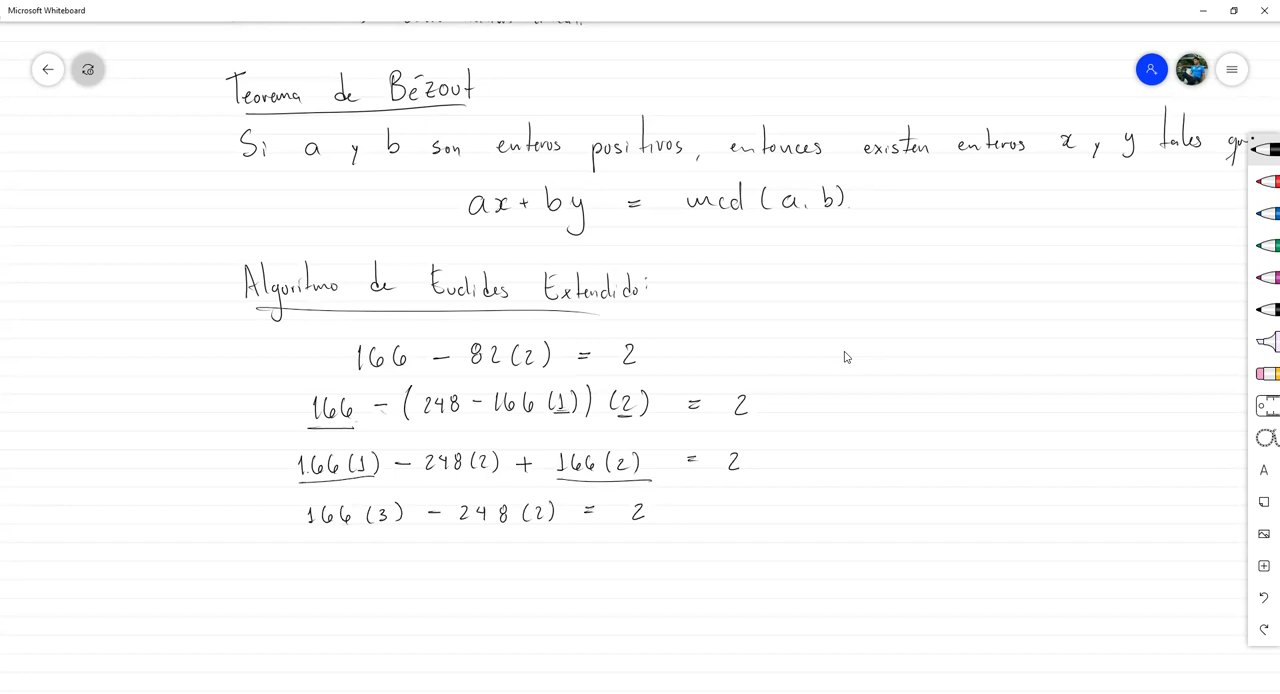 Microsoft Whiteboard
Teorema de Bézout
Si a y b son enteros positivos, entonces existen enteros x, y tales
ax + by = mcd (a, b).
Algoritmo de Euclides Extendido:
166 - 82(2) = 2
166 - (248 - 166(1))(2) = 2
166(1) - 248(2) + 166(2) = 2
166(3) - 248(2) = 2
A